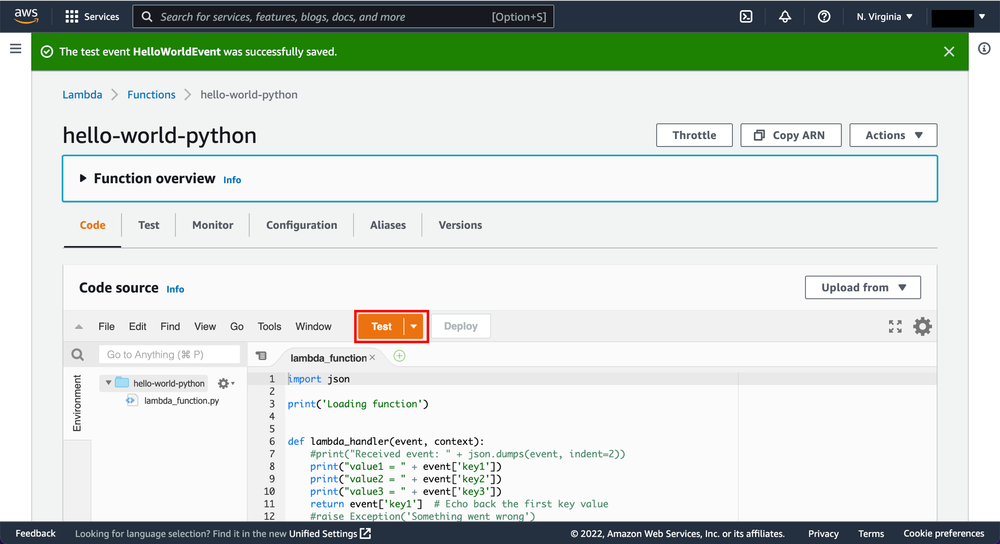 aws Services Search for services, features, blogs, docs, and more [Option+S] N. Virginia
The test event HelloWorldEvent was successfully saved.
Lambda Functions hello-world-python
hello-world-python Throttle Copy ARN Actions
Function overview Info
Code Test Monitor Configuration Aliases Versions
Code source Info Upload from
File Edit Find View Go Tools Window Test Deploy
Go to Anything (⌘ P) lambda_function
Environment
hello-world-python
lambda_function.py
1 import json
2
3 print('Loading function')
4
5
6 def lambda_handler(event, context):
7 #print("Received event: " + json.dumps(event, indent=2))
8 print("value1 = " + event['key1'])
9 print("value2 = " + event['key2'])
10 print("value3 = " + event['key3'])
11 return event['key1']  # Echo back the first key value
12 #raise Exception('Something went wrong')
Feedback Looking for language selection? Find it in the new Unified Settings © 2022, Amazon Web Services, Inc. or its affiliates. Privacy Terms Cookie preferences